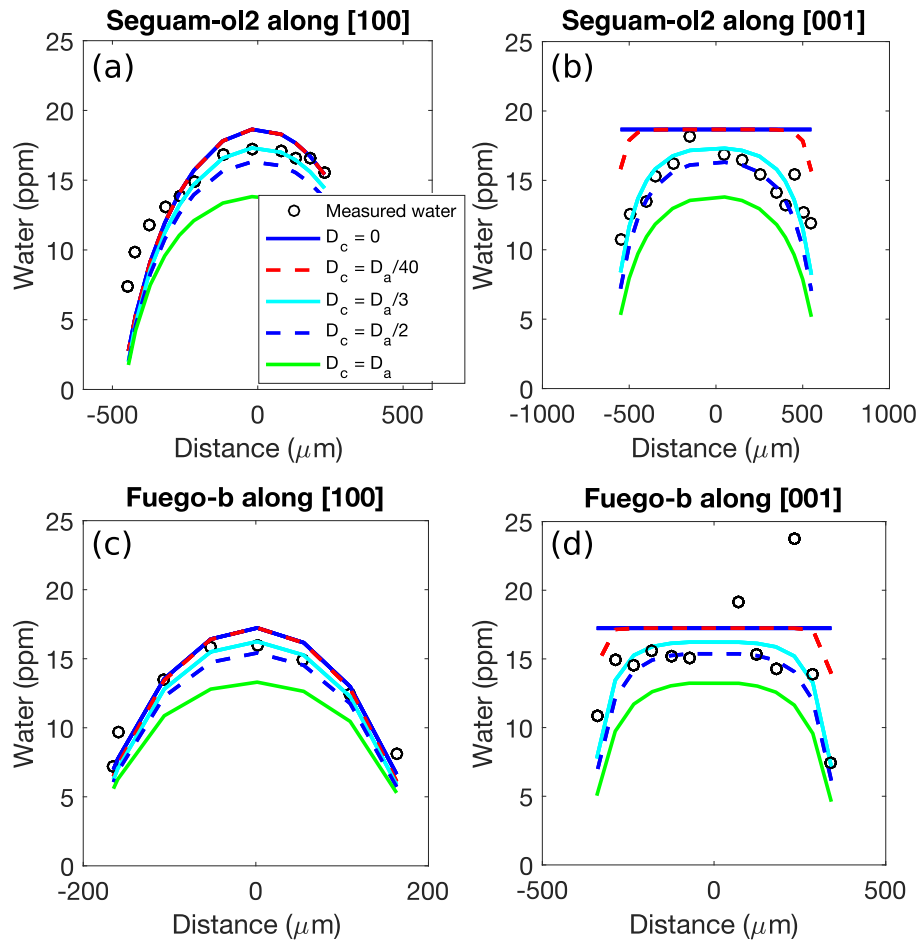 Seguam-ol2 along [100]
(a)
25
20
15
10
5
0
Water (ppm)
-500
0
500
Distance (μm)
Measured water
D_c = 0
D_c = D_a/40
D_c = D_a/3
D_c = D_a/2
D_c = D_a
Seguam-ol2 along [001]
(b)
25
20
15
10
5
0
Water (ppm)
-1000
-500
0
500
1000
Distance (μm)
Fuego-b along [100]
(c)
25
20
15
10
5
0
Water (ppm)
-200
0
200
Distance (μm)
Fuego-b along [001]
(d)
25
20
15
10
5
0
Water (ppm)
-500
0
500
Distance (μm)